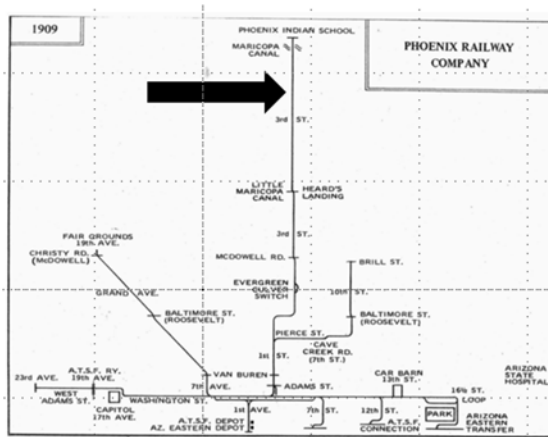 1909
PHOENIX INDIAN SCHOOL
MARICOPA
CANAL
PHOENIX RAILWAY
COMPANY
3rd ST.
LITTLE
MARICOPA
CANAL
HEARD'S
LANDING
3rd ST.
FAIR GROUNDS
19th AVE.
CHRISTY RD.
(McDOWELL)
MCDOWELL RD.
BRILL ST.
EVERGREEN
CULVER
SWITCH
10th ST.
GRAND AVE.
BALTIMORE ST.
(ROOSEVELT)
BALTIMORE ST.
(ROOSEVELT)
PIERCE ST.
CAVE
CREEK RD.
(7th ST.)
1st ST.
VAN BUREN
A.T.S.F. RY.
19th AVE.
23rd AVE.
7th AVE.
ADAMS ST.
CAR BARN
13th ST.
ARIZONA
STATE
HOSPITAL
WEST
ADAMS ST.
CAPITOL
17th AVE.
WASHINGTON ST.
16½ ST.
LOOP
1st AVE.
7th ST.
12th ST.
PARK
A.T.S.F. DEPOT
AZ. EASTERN DEPOT
A.T.S.F.
CONNECTION
ARIZONA
EASTERN
TRANSFER